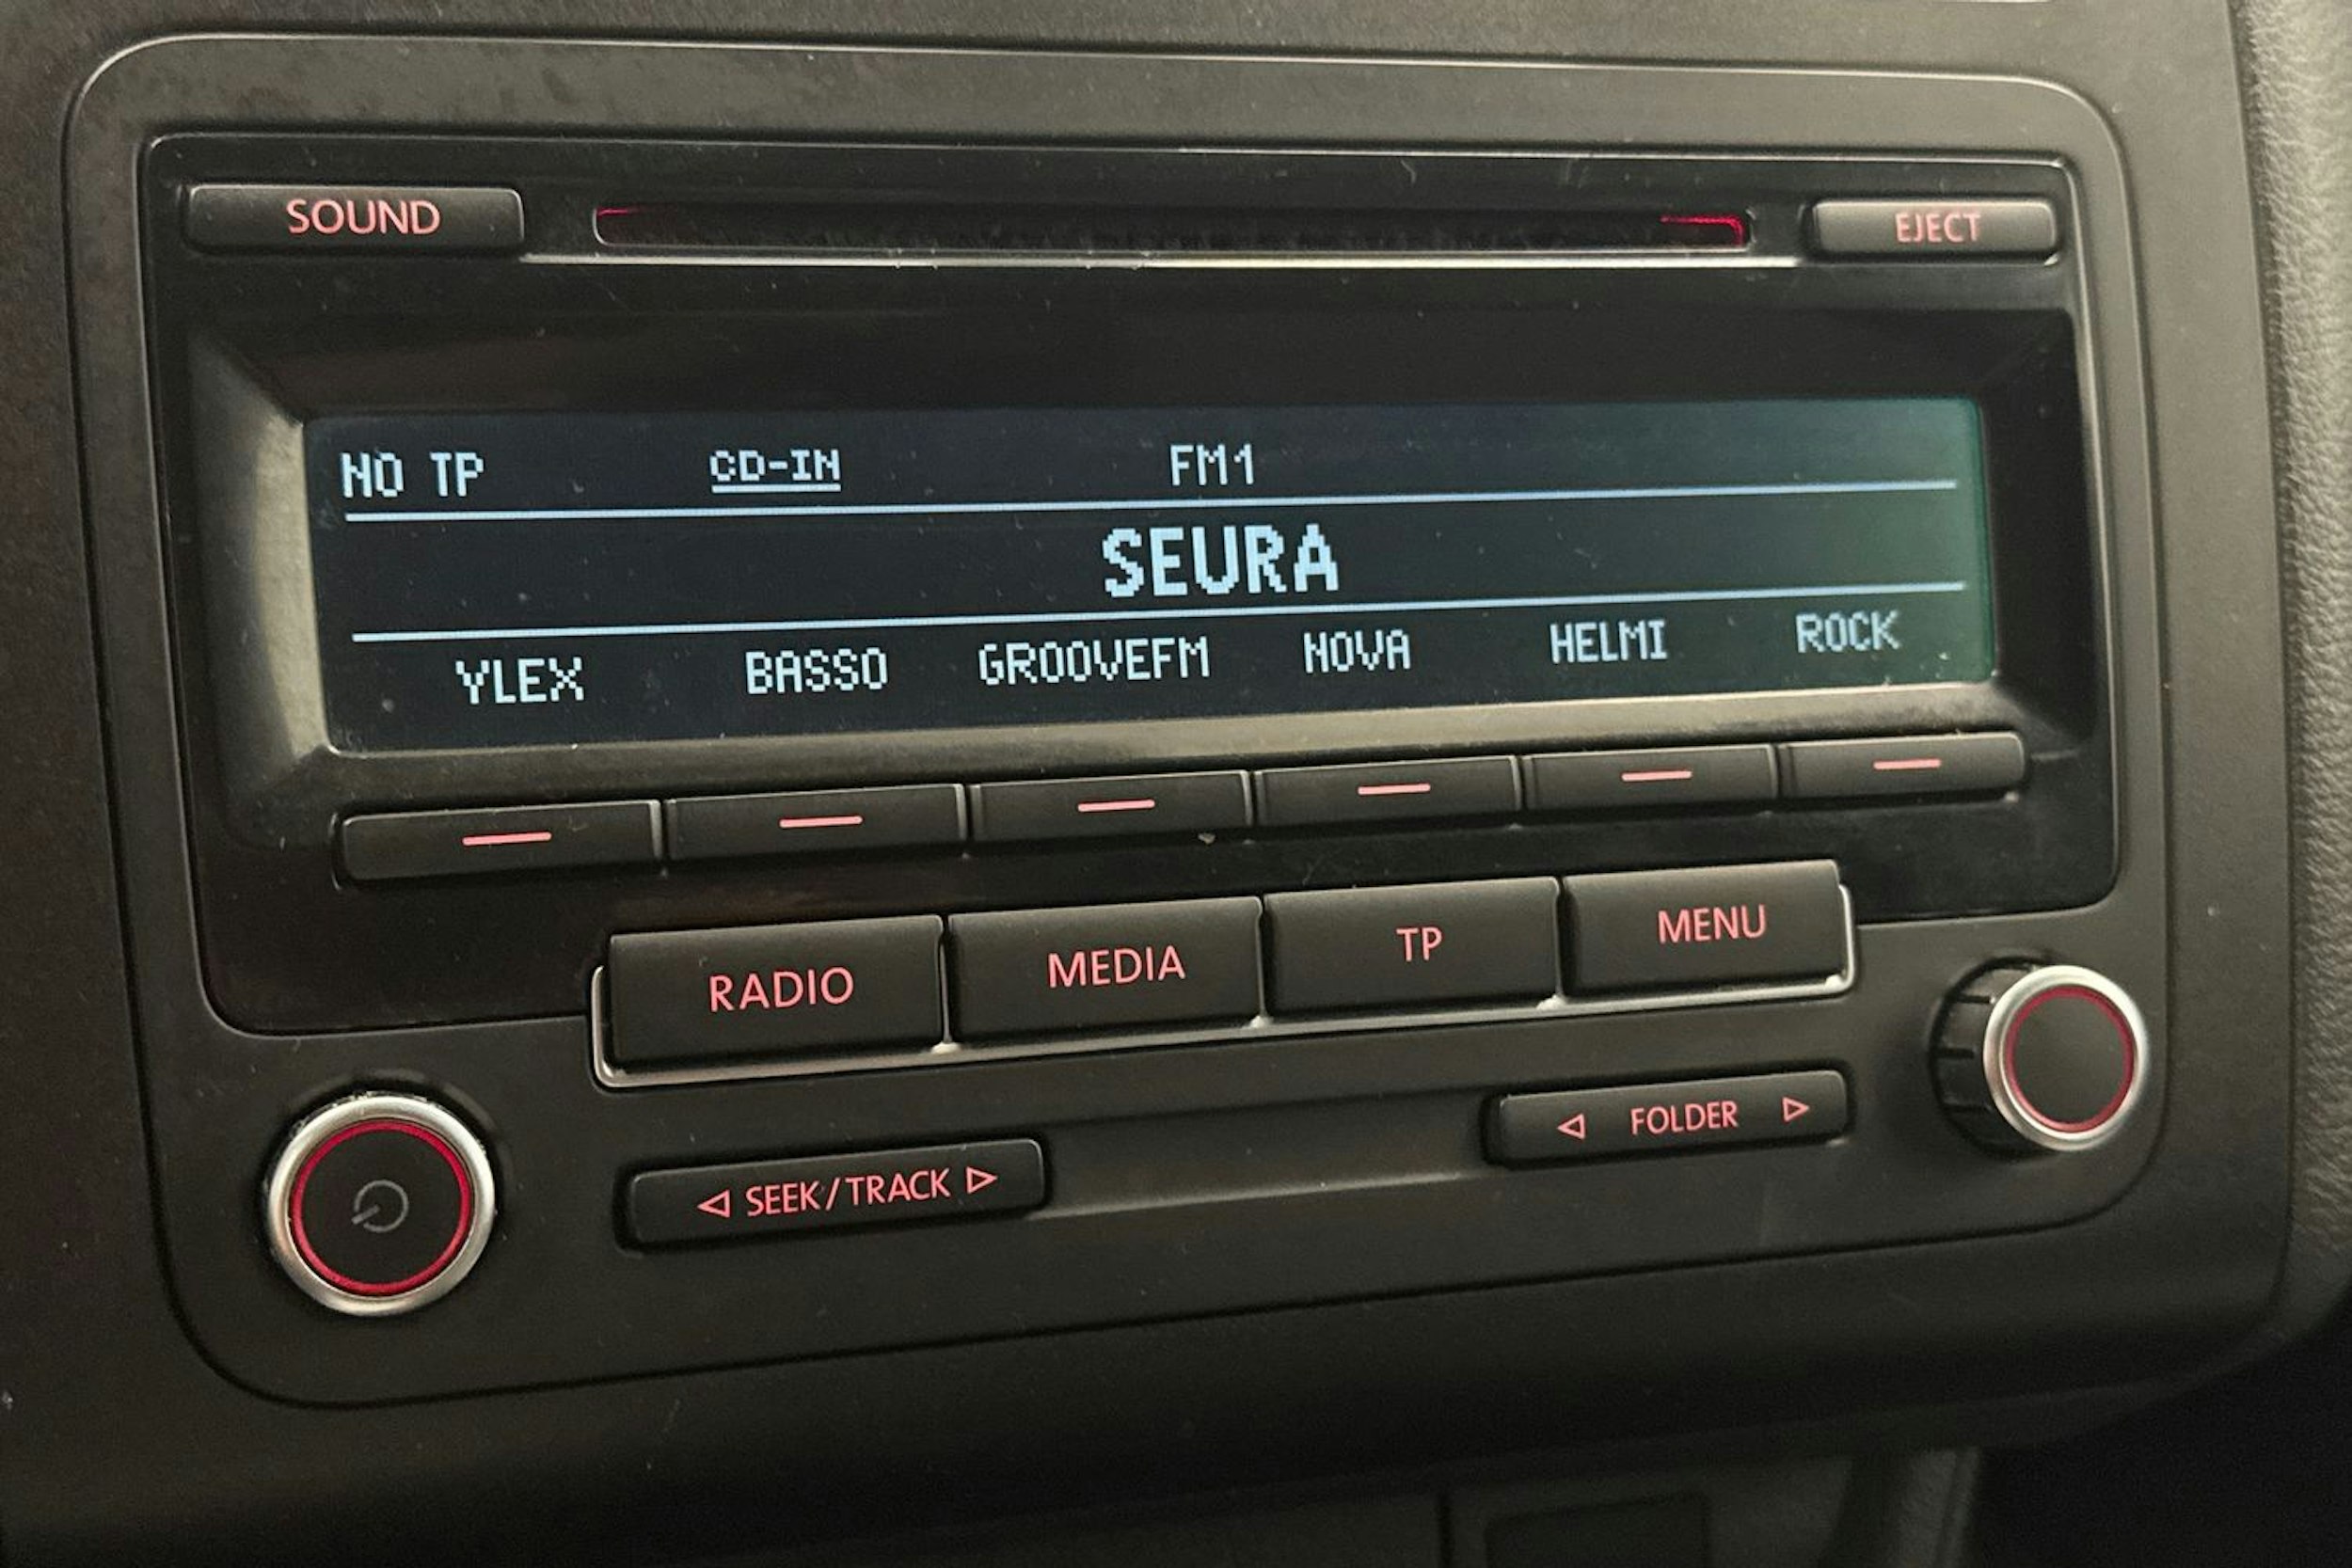 SOUND EJECT
NO TP CD-IN FM1
SEURA
YLEX BASSO GROOVEFM NOVA HELMI ROCK
RADIO MEDIA TP MENU
SEEK/TRACK FOLDER